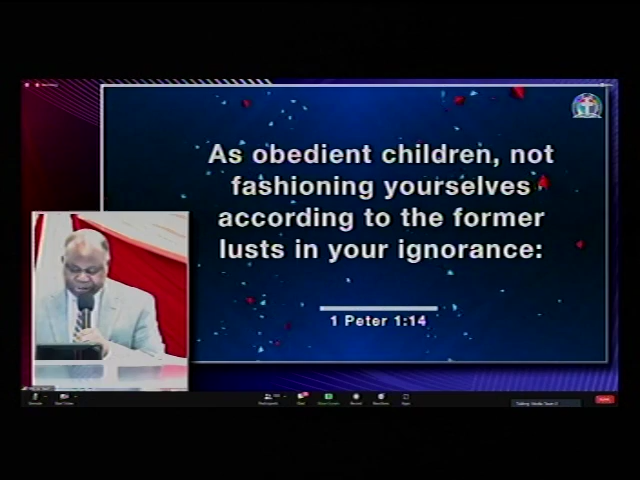 As obedient children, not
fashioning yourselves
according to the former
lusts in your ignorance:
1 Peter 1:14